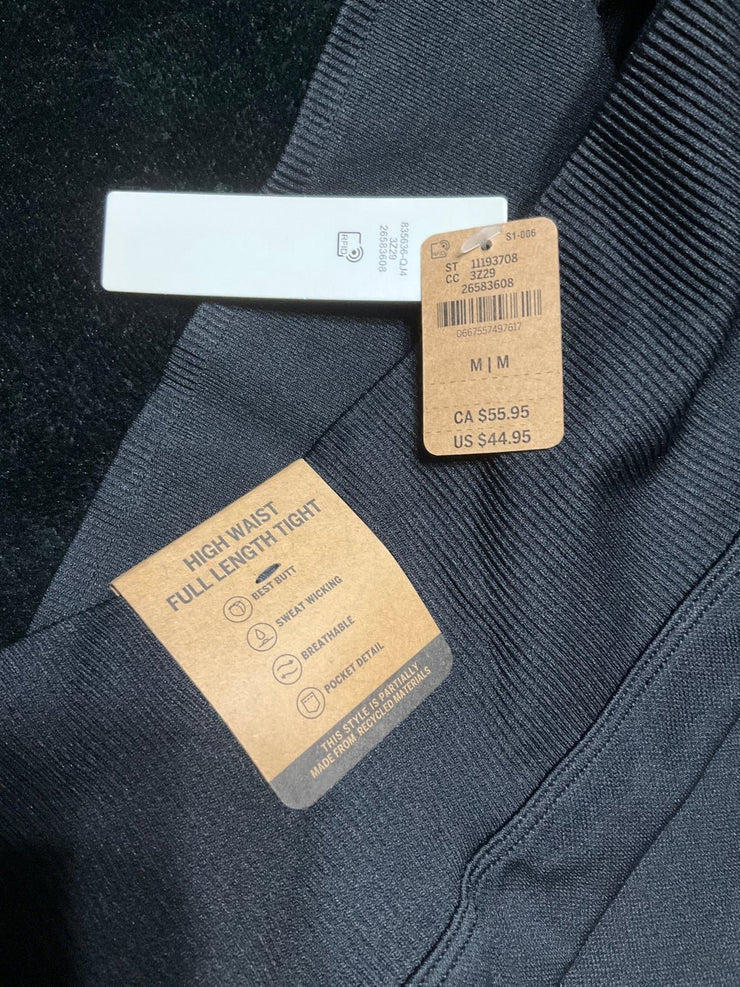 835636-QJ4
3Z29
26583608
RFID
S1-006
ST 11193708
CC 3Z29
26583608
0667557497617
M | M
CA $55.95
US $44.95
HIGH WAIST
FULL LENGTH TIGHT
BEST BUTT
SWEAT WICKING
BREATHABLE
POCKET DETAIL
THIS STYLE IS PARTIALLY
MADE FROM RECYCLED MATERIALS